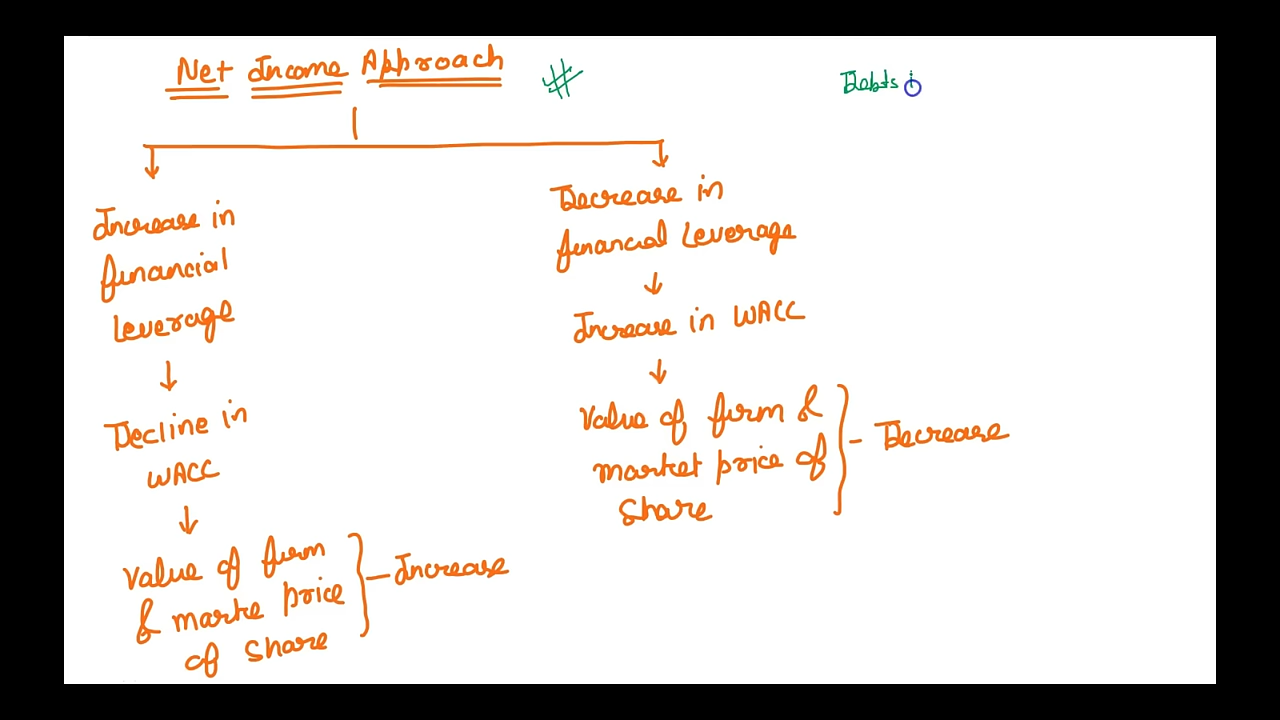 Net Income Approach #
Debts i
Increase in
financial
leverage
↓
Decline in
WACC
↓
Value of firm
& marke price
of share
} - Increase
Decrease in
financial leverage
↓
Increase in WACC
↓
Value of firm &
market price of
share
} - Decrease